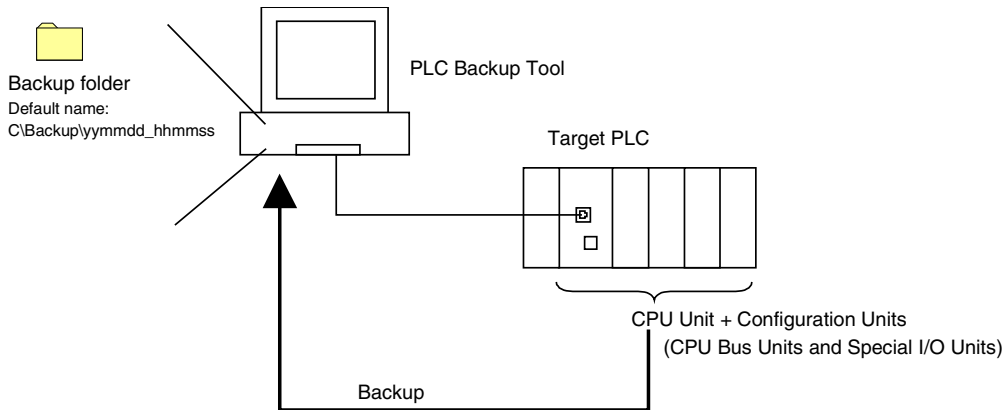 Backup folder
Default name:
C\Backup\yymmdd_hhmmss
PLC Backup Tool
Target PLC
CPU Unit + Configuration Units
(CPU Bus Units and Special I/O Units)
Backup